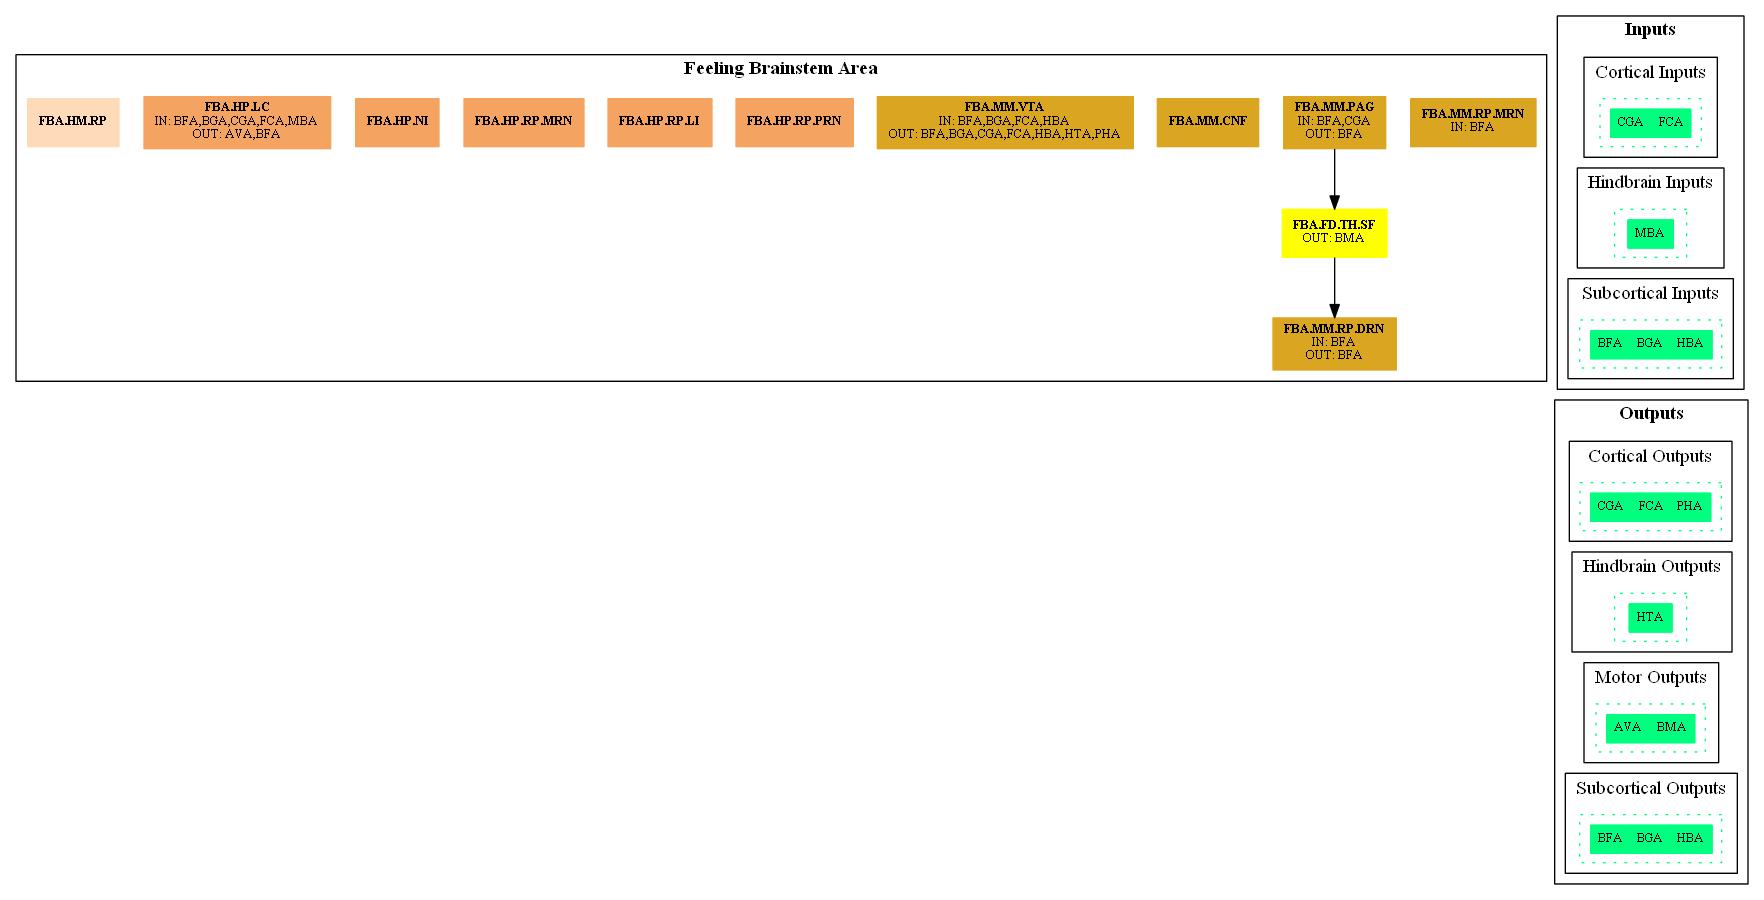 Feeling Brainstem Area
FBA.HM.RP
FBA.HP.LC
IN: BFA,BGA,CGA,FCA,MBA
OUT: AVA,BFA
FBA.HP.NI
FBA.HP.RP.MRN
FBA.HP.RP.LI
FBA.HP.RP.PRN
FBA.MM.VTA
IN: BFA,BGA,FCA,HBA
OUT: BFA,BGA,CGA,FCA,HBA,HTA,PHA
FBA.MM.CNF
FBA.MM.PAG
IN: BFA,CGA
OUT: BFA
FBA.MM.RP.MRN
IN: BFA
FBA.FD.TH.SF
OUT: BMA
FBA.MM.RP.DRN
IN: BFA
OUT: BFA
Inputs
Cortical Inputs
CGA FCA
Hindbrain Inputs
MBA
Subcortical Inputs
BFA BGA HBA
Outputs
Cortical Outputs
CGA FCA PHA
Hindbrain Outputs
HTA
Motor Outputs
AVA BMA
Subcortical Outputs
BFA BGA HBA